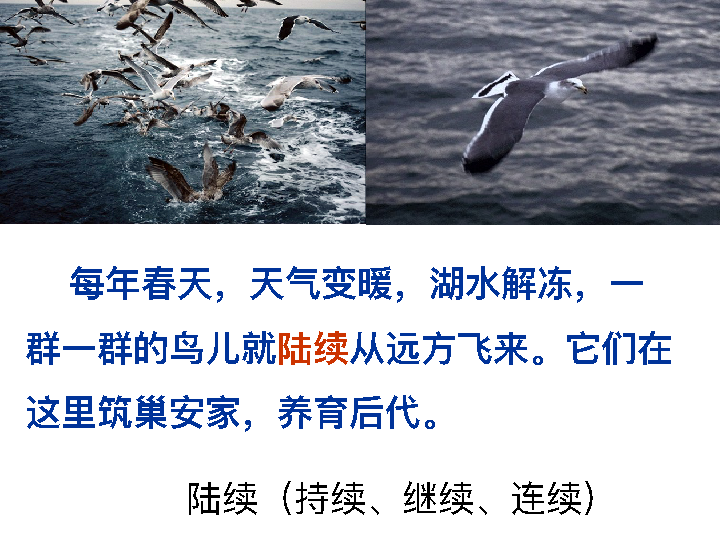 每年春天，天气变暖，湖水解冻，一
群一群的鸟儿就陆续从远方飞来。它们在
这里筑巢安家，养育后代。
陆续（持续、继续、连续）